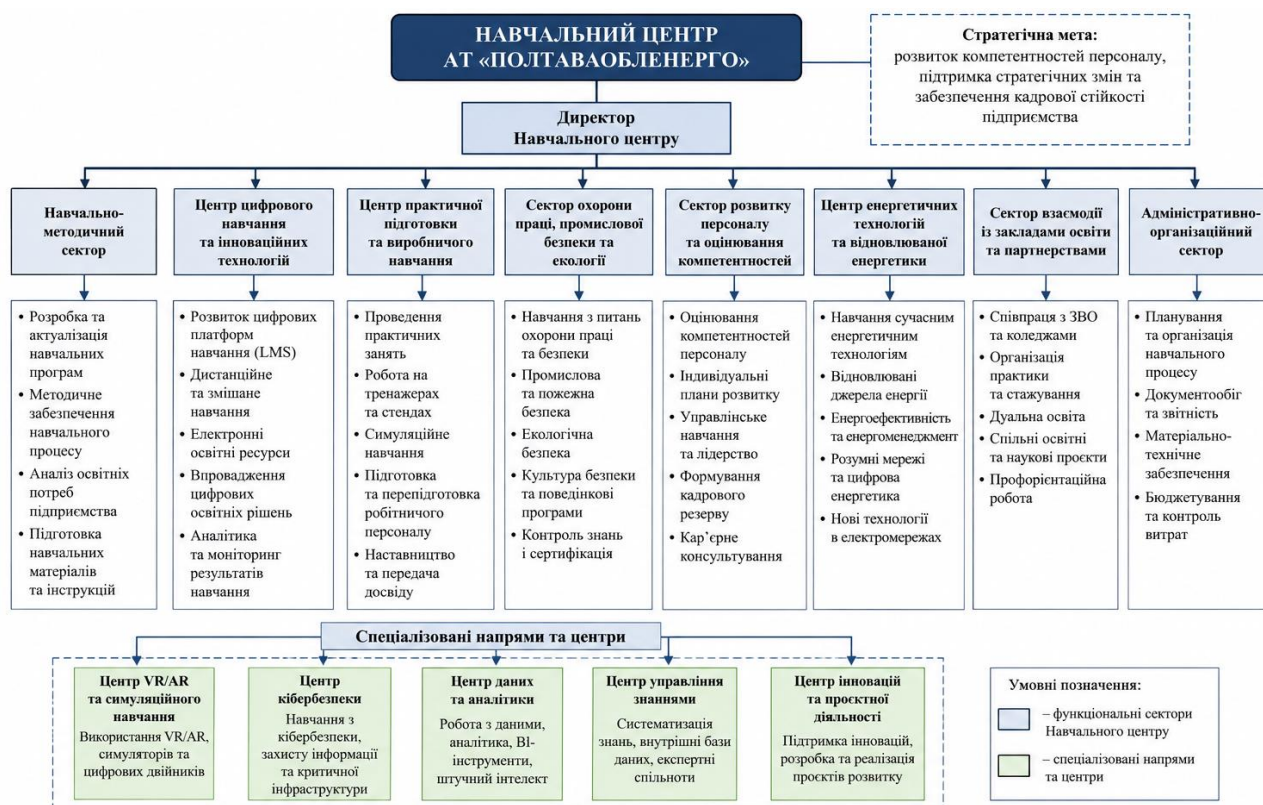 НАВЧАЛЬНИЙ ЦЕНТР
АТ «ПОЛТАВАОБЛЕНЕРГО»
Стратегічна мета:
розвиток компетентностей персоналу,
підтримка стратегічних змін та
забезпечення кадрової стійкості
підприємства
Директор
Навчального центру
Навчально-
методичний
сектор
• Розробка та
актуалізація
навчальних
програм
• Методичне
забезпечення
навчального
процесу
• Аналіз освітніх
потреб
підприємства
• Підготовка
навчальних
матеріалів
та інструкцій
Центр цифрового
навчання
та інноваційних
технологій
• Розвиток цифрових
платформ
навчання (LMS)
• Дистанційне
та змішане
навчання
• Електронні
освітні ресурси
• Впровадження
цифрових
освітніх рішень
• Аналітика
та моніторинг
результатів
навчання
Центр практичної
підготовки
та виробничого
навчання
• Проведення
практичних
занять
• Робота на
тренажерах
та стендах
• Симуляційне
навчання
• Підготовка
та перепідготовка
робітничого
персоналу
• Наставництво
та передача
досвіду
Сектор охорони
праці, промислової
безпеки та
екології
• Навчання з питань
охорони праці
та безпеки
• Промислова
та пожежна
безпека
• Екологічна
безпека
• Культура безпеки
та поведінкові
програми
• Контроль знань
і сертифікація
Сектор розвитку
персоналу
та оцінювання
компетентностей
• Оцінювання
компетентностей
персоналу
• Індивідуальні
плани розвитку
• Управлінське
навчання
та лідерство
• Формування
кадрового
резерву
• Кар’єрне
консультування
Центр енергетичних
технологій
та відновлюваної
енергетики
• Навчання сучасним
енергетичним
технологіям
• Відновлювані
джерела енергії
• Енергоефективність
та енергоменеджмент
• Розумні мережі
та цифрова
енергетика
• Нові технології
в електромережах
Сектор взаємодії
із закладами освіти
та партнерствами
• Співпраця з ЗВО
та коледжами
• Організація
практики
та стажування
• Дуальна освіта
• Спільні освітні
та наукові проєкти
• Профорієнтаційна
робота
Адміністративно-
організаційний
сектор
• Планування
та організація
навчального
процесу
• Документообіг
та звітність
• Матеріально-
технічне
забезпечення
• Бюджетування
та контроль
витрат
Спеціалізовані напрями та центри
Центр VR/AR
та симуляційного
навчання
Використання VR/AR,
симуляторів та
цифрових двійників
Центр
кібербезпеки
Навчання з
кібербезпеки,
захисту інформації
та критичної
інфраструктури
Центр даних
та аналітики
Робота з даними,
аналітика, BI-
інструменти,
штучний інтелект
Центр управління
знаннями
Систематизація
знань, внутрішні бази
даних, експертні
спільноти
Центр інновацій
та проєктної
діяльності
Підтримка інновацій,
розробка та реалізація
проєктів розвитку
Умовні позначення:
– функціональні сектори
Навчального центру
– спеціалізовані напрями
та центри